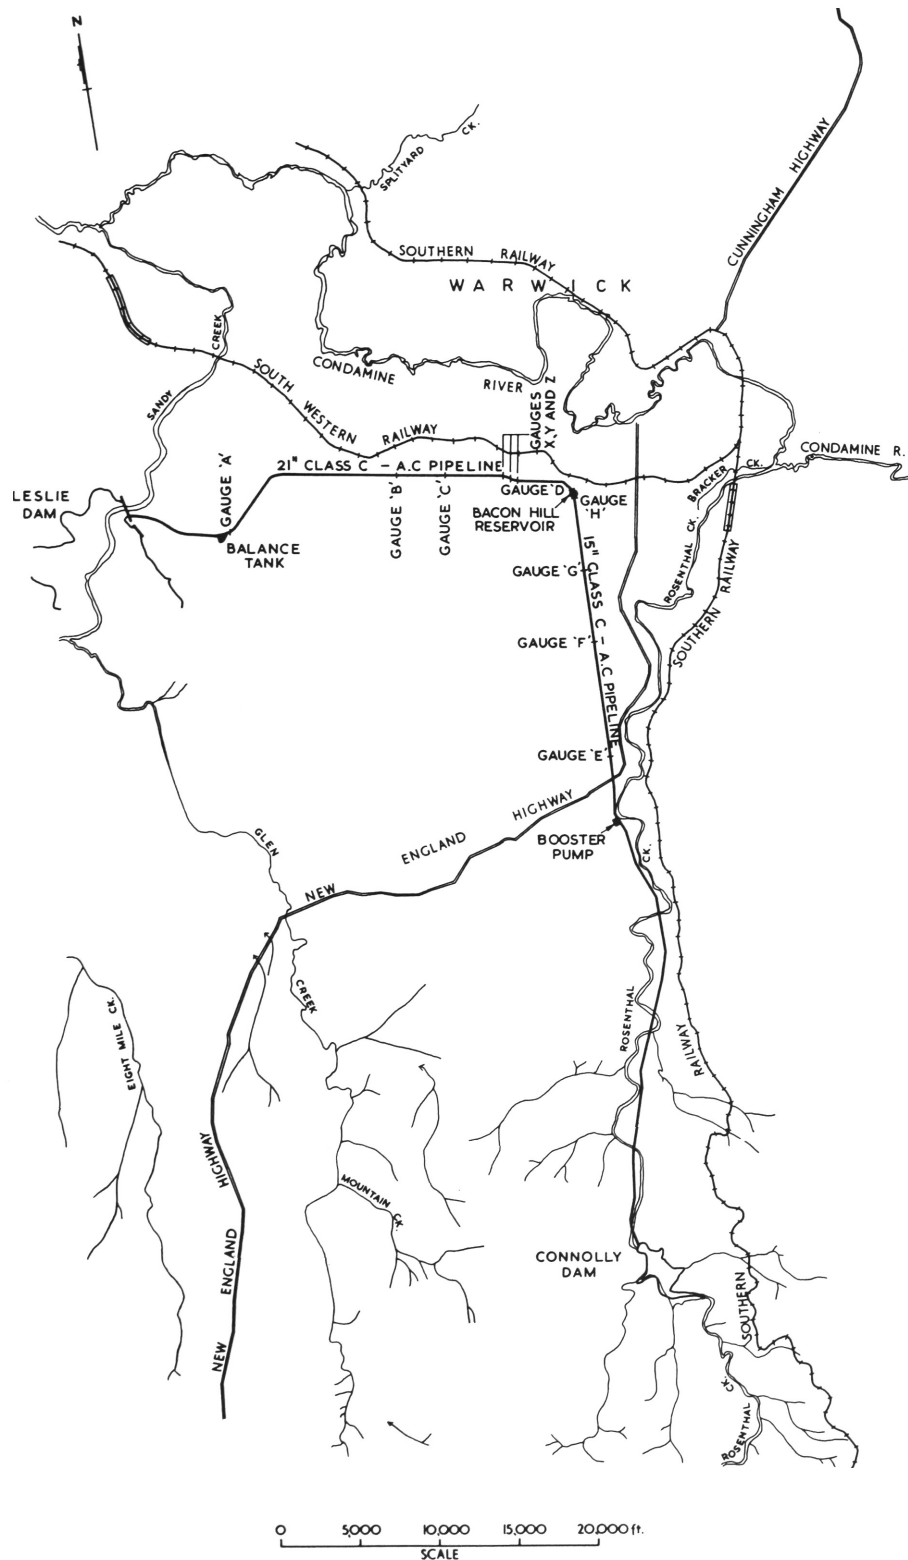 N
SPLITYARD CK.
CUNNINGHAM HIGHWAY
SOUTHERN RAILWAY
WARWICK
CREEK
SANDY
CONDAMINE
RIVER
SOUTH
WESTERN
RAILWAY
GAUGES
X,Y AND Z
CONDAMINE R.
BRACKER CK.
21" CLASS C – A.C PIPELINE
GAUGE 'A'
LESLIE
DAM
BALANCE
TANK
GAUGE 'B'
GAUGE 'C'
GAUGE 'D
BACON HILL
RESERVOIR
GAUGE
'H'
ROSENTHAL CK.
SOUTHERN RAILWAY
GAUGE 'G'
15" CLASS C – A.C PIPELINE
GAUGE 'F'
GAUGE 'E'
HIGHWAY
ENGLAND
NEW
BOOSTER
PUMP
CK.
GLEN
CREEK
ROSENTHAL
RAILWAY
EIGHT MILE CK.
HIGHWAY
ENGLAND
NEW
MOUNTAIN
CK.
CONNOLLY
DAM
SOUTHERN
CK.
ROSENTHAL
0 5,000 10,000 15,000 20,000 ft.
SCALE